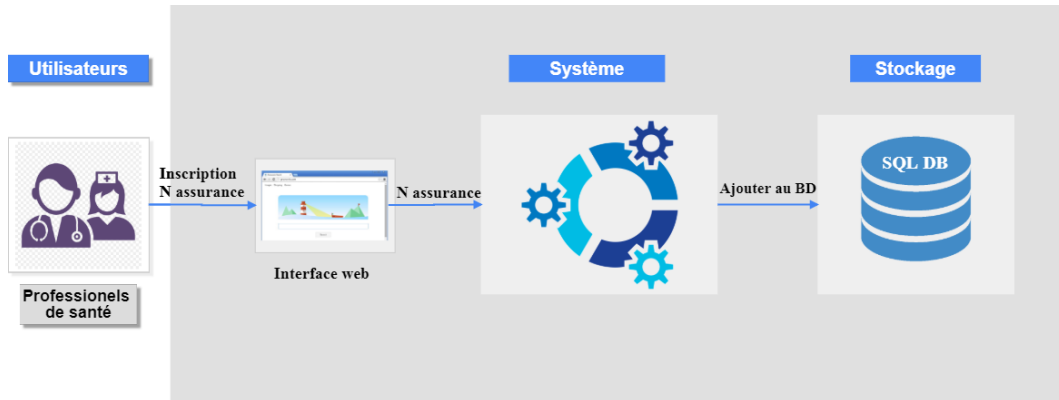 Utilisateurs
Système
Stockage
Inscription
N assurance
N assurance
Ajouter au BD
SQL DB
Interface web
Professionels
de santé